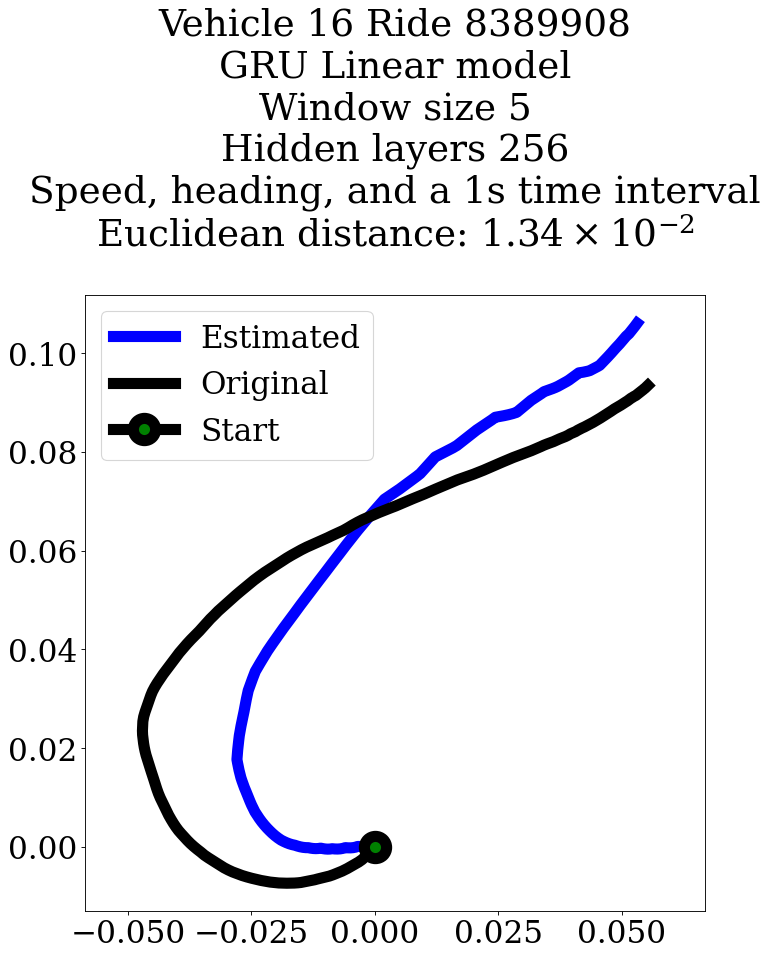 Vehicle 16 Ride 8389908
GRU Linear model
Window size 5
Hidden layers 256
Speed, heading, and a 1s time interval
Euclidean distance: 1.34 × 10⁻²
Estimated
Original
Start
0.10
0.08
0.06
0.04
0.02
0.00
−0.050 −0.025 0.000 0.025 0.050